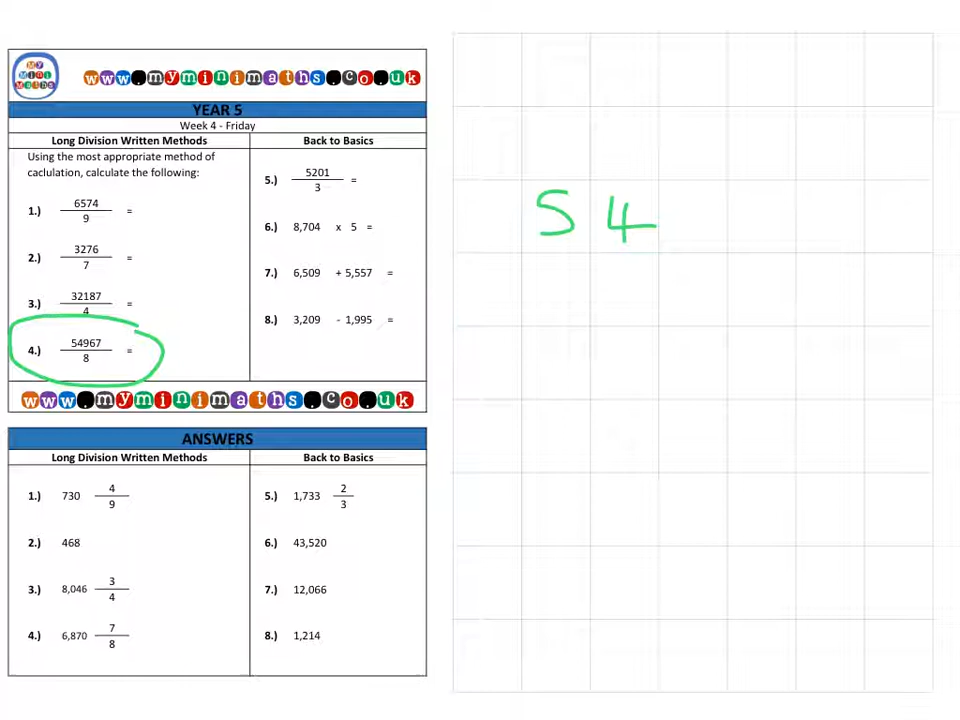 My
Mini
Maths
www.myminimaths.co.uk
YEAR 5
Week 4 - Friday
Long Division Written Methods
Back to Basics
Using the most appropriate method of
caclulation, calculate the following:
1.) 6574
9 =
2.) 3276
7 =
3.) 32187
4 =
4.) 54967
8 =
5.) 5201
3 =
6.) 8,704 x 5 =
7.) 6,509 + 5,557 =
8.) 3,209 - 1,995 =
www.myminimaths.co.uk
ANSWERS
Long Division Written Methods
Back to Basics
1.) 730 4
9
2.) 468
3.) 8,046 3
4
4.) 6,870 7
8
5.) 1,733 2
3
6.) 43,520
7.) 12,066
8.) 1,214
5 4